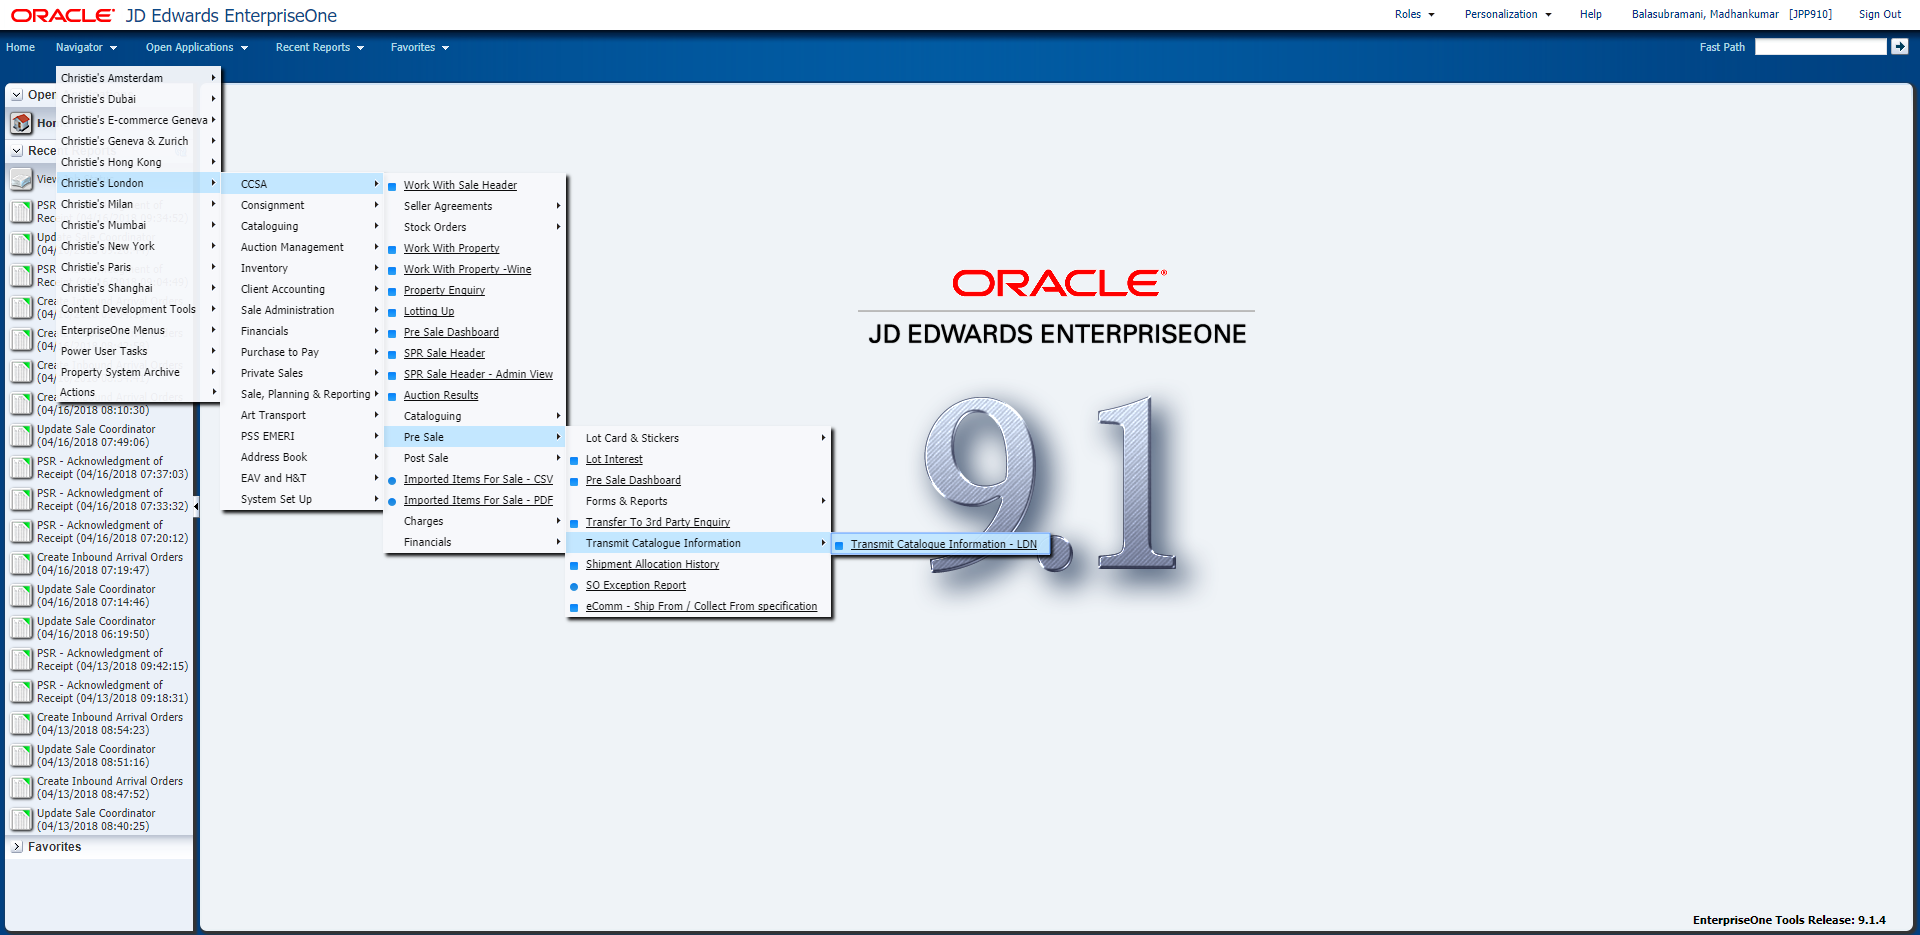 ORACLE JD Edwards EnterpriseOne
Roles Personalization Help Balasubramani, Madhankumar [JPP910] Sign Out
Home Navigator Open Applications Recent Reports Favorites
Fast Path
Christie's Amsterdam
Christie's Dubai
Christie's E-commerce Geneva
Christie's Geneva & Zurich
Christie's Hong Kong
Christie's London
Christie's Milan
Christie's Mumbai
Christie's New York
Christie's Paris
Christie's Shanghai
Content Development Tools
EnterpriseOne Menus
Power User Tasks
Property System Archive
Actions
CCSA
Consignment
Cataloguing
Auction Management
Inventory
Client Accounting
Sale Administration
Financials
Purchase to Pay
Private Sales
Sale, Planning & Reporting
Art Transport
PSS EMERI
Address Book
EAV and H&T
System Set Up
Work With Sale Header
Seller Agreements
Stock Orders
Work With Property
Work With Property -Wine
Property Enquiry
Lotting Up
Pre Sale Dashboard
SPR Sale Header
SPR Sale Header - Admin View
Auction Results
Cataloguing
Pre Sale
Post Sale
Imported Items For Sale - CSV
Imported Items For Sale - PDF
Charges
Financials
Lot Card & Stickers
Lot Interest
Pre Sale Dashboard
Forms & Reports
Transfer To 3rd Party Enquiry
Transmit Catalogue Information
Shipment Allocation History
SO Exception Report
eComm - Ship From / Collect From specification
Transmit Catalogue Information - LDN
Open
View
PSR
(04/16/2018 08:10:30)
Update Sale Coordinator
(04/16/2018 07:49:06)
PSR - Acknowledgment of
Receipt (04/16/2018 07:37:03)
PSR - Acknowledgment of
Receipt (04/16/2018 07:33:32)
PSR - Acknowledgment of
Receipt (04/16/2018 07:20:12)
Create Inbound Arrival Orders
(04/16/2018 07:19:47)
Update Sale Coordinator
(04/16/2018 07:14:46)
Update Sale Coordinator
(04/16/2018 06:19:50)
PSR - Acknowledgment of
Receipt (04/13/2018 09:42:15)
PSR - Acknowledgment of
Receipt (04/13/2018 09:18:31)
Create Inbound Arrival Orders
(04/13/2018 08:54:23)
Update Sale Coordinator
(04/13/2018 08:51:16)
Create Inbound Arrival Orders
(04/13/2018 08:47:52)
Update Sale Coordinator
(04/13/2018 08:40:25)
Favorites
ORACLE®
JD EDWARDS ENTERPRISEONE
9.1
EnterpriseOne Tools Release: 9.1.4